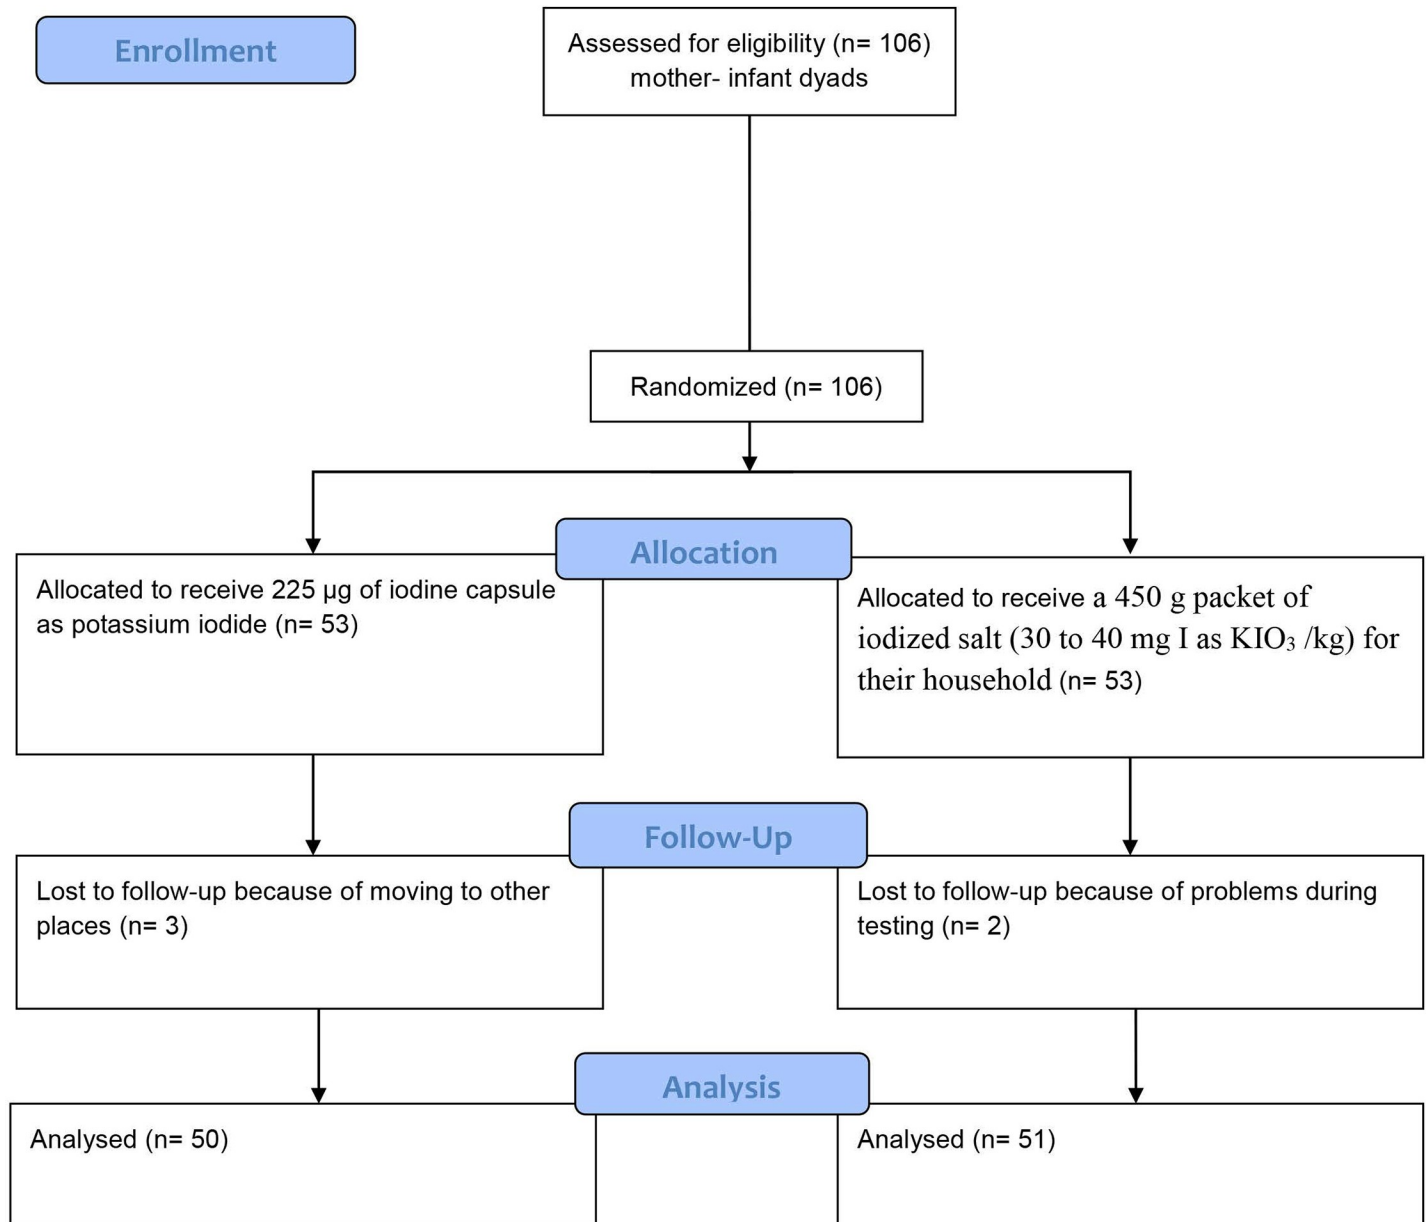 Enrollment
Assessed for eligibility (n= 106)
mother- infant dyads
Randomized (n= 106)
Allocation
Allocated to receive 225 µg of iodine capsule
as potassium iodide (n= 53)
Allocated to receive a 450 g packet of
iodized salt (30 to 40 mg I as KIO₃ /kg) for
their household (n= 53)
Follow-Up
Lost to follow-up because of moving to other
places (n= 3)
Lost to follow-up because of problems during
testing (n= 2)
Analysis
Analysed (n= 50)
Analysed (n= 51)